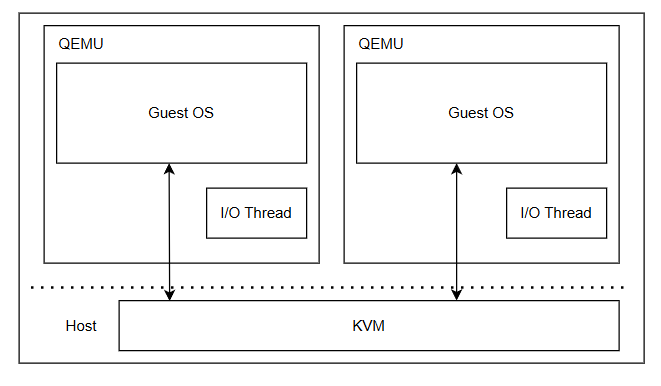 QEMU
Guest OS
I/O Thread
QEMU
Guest OS
I/O Thread
Host
KVM